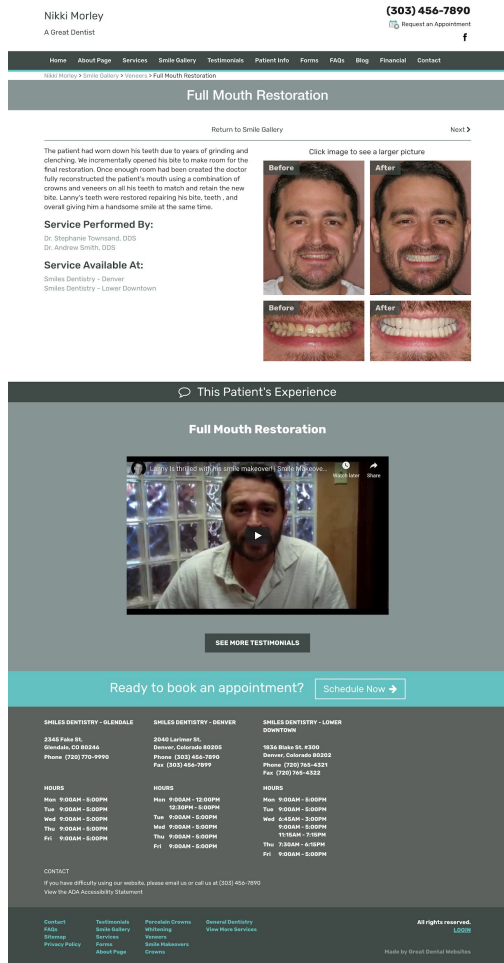 Nikki Morley
A Great Dentist
(303) 456-7890
Request an Appointment
f
Home About Page Services Smile Gallery Testimonials Patient Info Forms FAQs Blog Financial Contact
Nikki Morley > Smile Gallery > Veneers > Full Mouth Restoration
Full Mouth Restoration
Return to Smile Gallery
Next
The patient had worn down his teeth due to years of grinding and
clenching. We incrementally opened his bite to make room for the
final restoration. Once enough room had been created the doctor
fully reconstructed the patient's mouth using a combination of
crowns and veneers on all his teeth to match and retain the new
bite. Lanny's teeth were restored repairing his bite, teeth , and
overall giving him a handsome smile at the same time.
Service Performed By:
Dr. Stephanie Townsand, DDS
Dr. Andrew Smith, DDS
Service Available At:
Smiles Dentistry - Denver
Smiles Dentistry - Lower Downtown
Click image to see a larger picture
Before After
Before After
This Patient's Experience
Full Mouth Restoration
Lanny is thrilled with his smile makeover! | Smile Makeove...
Watch later Share
SEE MORE TESTIMONIALS
Ready to book an appointment? Schedule Now
SMILES DENTISTRY - GLENDALE
2345 Fake St.
Glendale, CO 80246
Phone (720) 770-9990
HOURS
Mon 9:00AM - 5:00PM
Tue 9:00AM - 5:00PM
Wed 9:00AM - 5:00PM
Thu 9:00AM - 5:00PM
Fri 9:00AM - 5:00PM
SMILES DENTISTRY - DENVER
2040 Larimer St.
Denver, Colorado 80205
Phone (303) 456-7890
Fax (303) 456-7899
HOURS
Mon 9:00AM - 12:00PM
12:30PM - 5:00PM
Tue 9:00AM - 5:00PM
Wed 9:00AM - 5:00PM
Thu 9:00AM - 5:00PM
Fri 9:00AM - 5:00PM
SMILES DENTISTRY - LOWER
DOWNTOWN
1836 Blake St. #300
Denver, Colorado 80202
Phone (720) 765-4321
Fax (720) 765-4322
HOURS
Mon 9:00AM - 5:00PM
Tue 9:00AM - 5:00PM
Wed 6:45AM - 3:00PM
9:00AM - 5:00PM
11:15AM - 7:15PM
Thu 7:30AM - 6:15PM
Fri 9:00AM - 5:00PM
CONTACT
If you have difficulty using our website, please email us or call us at (303) 456-7890
View the ADA Accessibility Statement
Contact
FAQs
Sitemap
Privacy Policy
Testimonials
Smile Gallery
Services
Forms
About Page
Porcelain Crowns
Whitening
Veneers
Smile Makeovers
Crowns
General Dentistry
View More Services
All rights reserved.
LOGIN
Made by Great Dental Websites